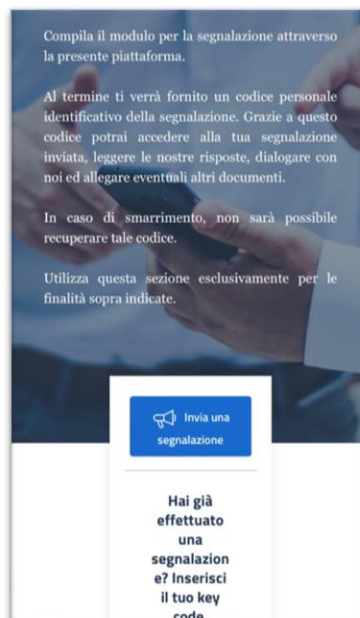 Compila il modulo per la segnalazione attraverso
la presente piattaforma.
Al termine ti verrà fornito un codice personale
identificativo della segnalazione. Grazie a questo
codice potrai accedere alla tua segnalazione
inviata, leggere le nostre risposte, dialogare con
noi ed allegare eventuali altri documenti.
In caso di smarrimento, non sarà possibile
recuperare tale codice.
Utilizza questa sezione esclusivamente per le
finalità sopra indicate.
Invia una
segnalazione
Hai già
effettuato
una
segnalazion
e? Inserisci
il tuo key
code